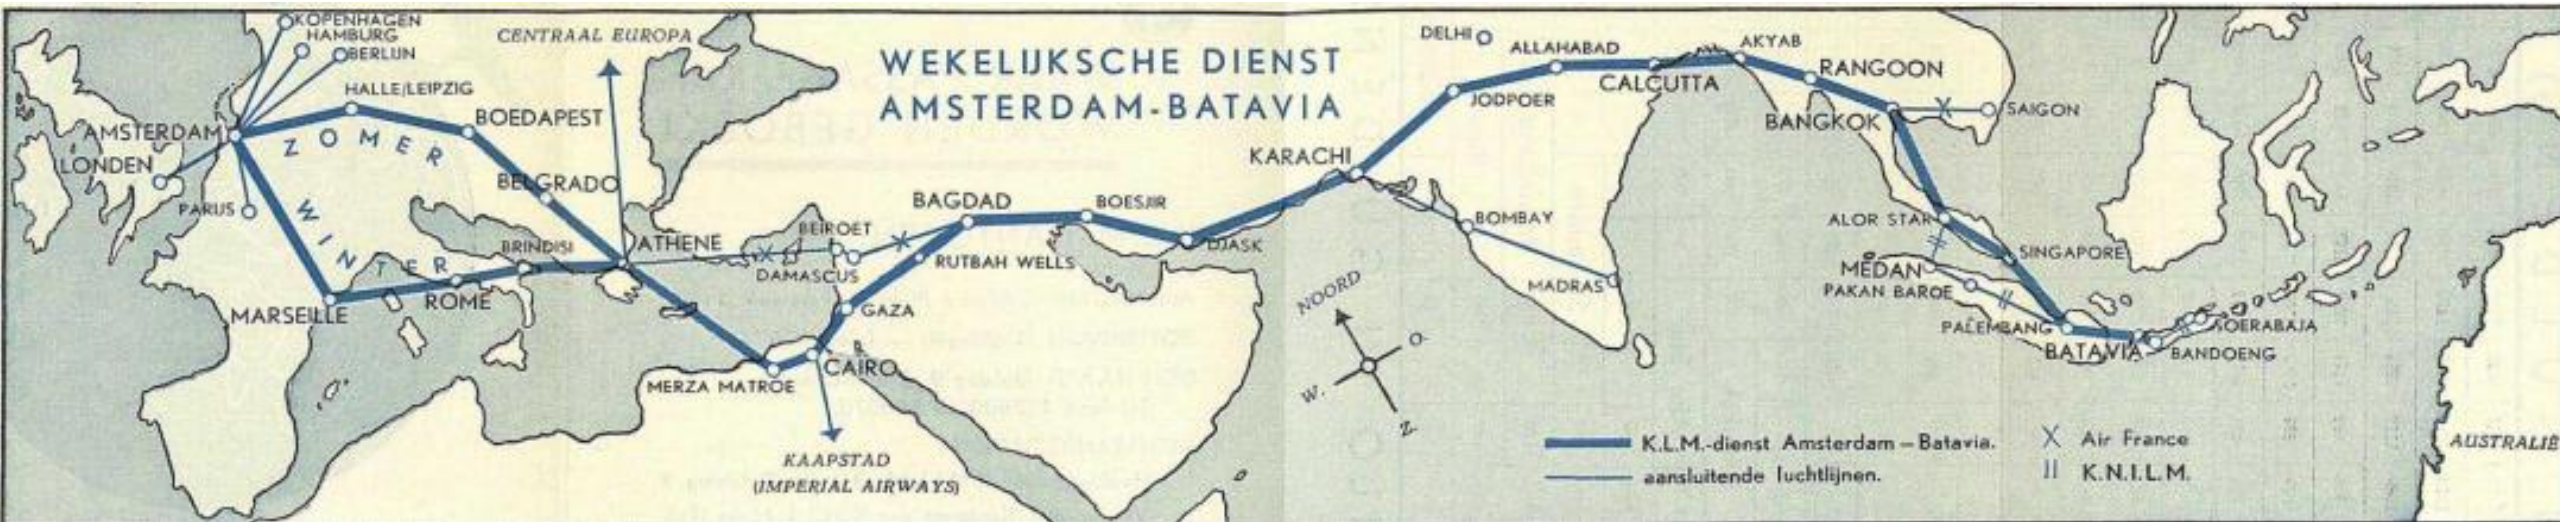 KOPENHAGEN
HAMBURG
BERLIJN
CENTRAAL EUROPA
WEKELIJKSCHE DIENST
AMSTERDAM-BATAVIA
DELHI
ALLAHABAD
AKYAB
CALCUTTA
RANGOON
HALLE/LEIPZIG
BOEDAPEST
JODPOER
BANGKOK
SAIGON
AMSTERDAM
ZOMER
LONDEN
KARACHI
BELGRADO
PARIJS
WINTER
BAGDAD
BOESJIR
BOMBAY
ALOR STAR
BRINDISI
ATHENE
BEIROET
DJASK
DAMASCUS
RUTBAH WELLS
SINGAPORE
MEDAN
MADRAS
PAKAN BAROE
ROME
MARSEILLE
GAZA
NOORD
O.
W.
Z.
PALEMBANG
SOERABAJA
BATAVIA
BANDOENG
CAIRO
MERZA MATROE
KAAPSTAD
(IMPERIAL AIRWAYS)
K.L.M.-dienst Amsterdam – Batavia.
X Air France
aansluitende luchtlijnen.
|| K.N.I.L.M.
AUSTRALIË